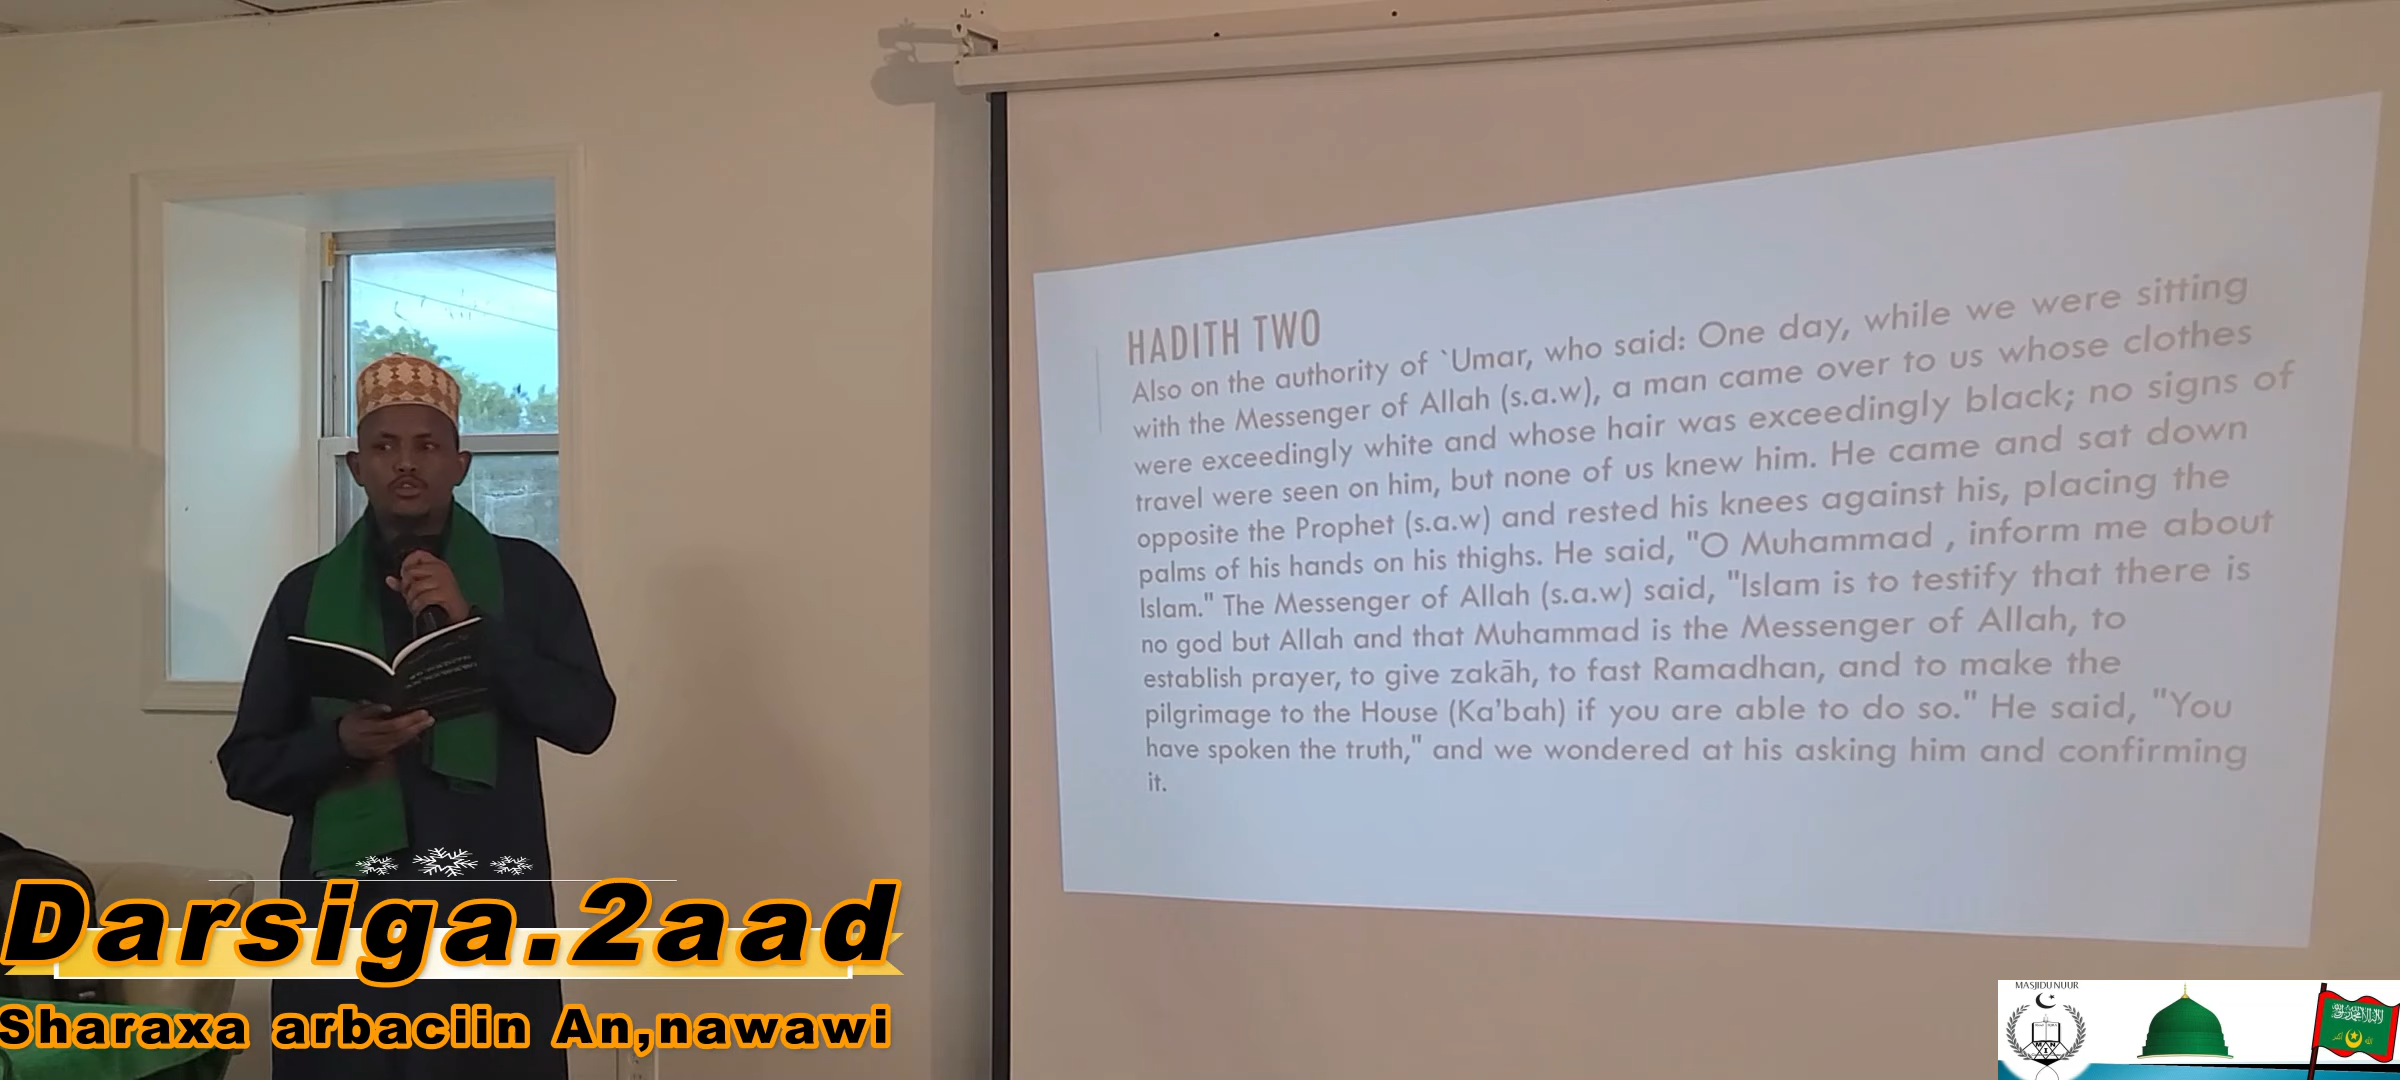 HADITH TWO
Also on the authority of `Umar, who said: One day, while we were sitting
with the Messenger of Allah (s.a.w), a man came over to us whose clothes
were exceedingly white and whose hair was exceedingly black; no signs of
travel were seen on him, but none of us knew him. He came and sat down
opposite the Prophet (s.a.w) and rested his knees against his, placing the
palms of his hands on his thighs. He said, "O Muhammad , inform me about
Islam." The Messenger of Allah (s.a.w) said, "Islam is to testify that there is
no god but Allah and that Muhammad is the Messenger of Allah, to
establish prayer, to give zakāh, to fast Ramadhan, and to make the
pilgrimage to the House (Ka’bah) if you are able to do so." He said, "You
have spoken the truth," and we wondered at his asking him and confirming
it.
Darsiga.2aad
Sharaxa arbaciin An,nawawi
MASJIDU NUUR